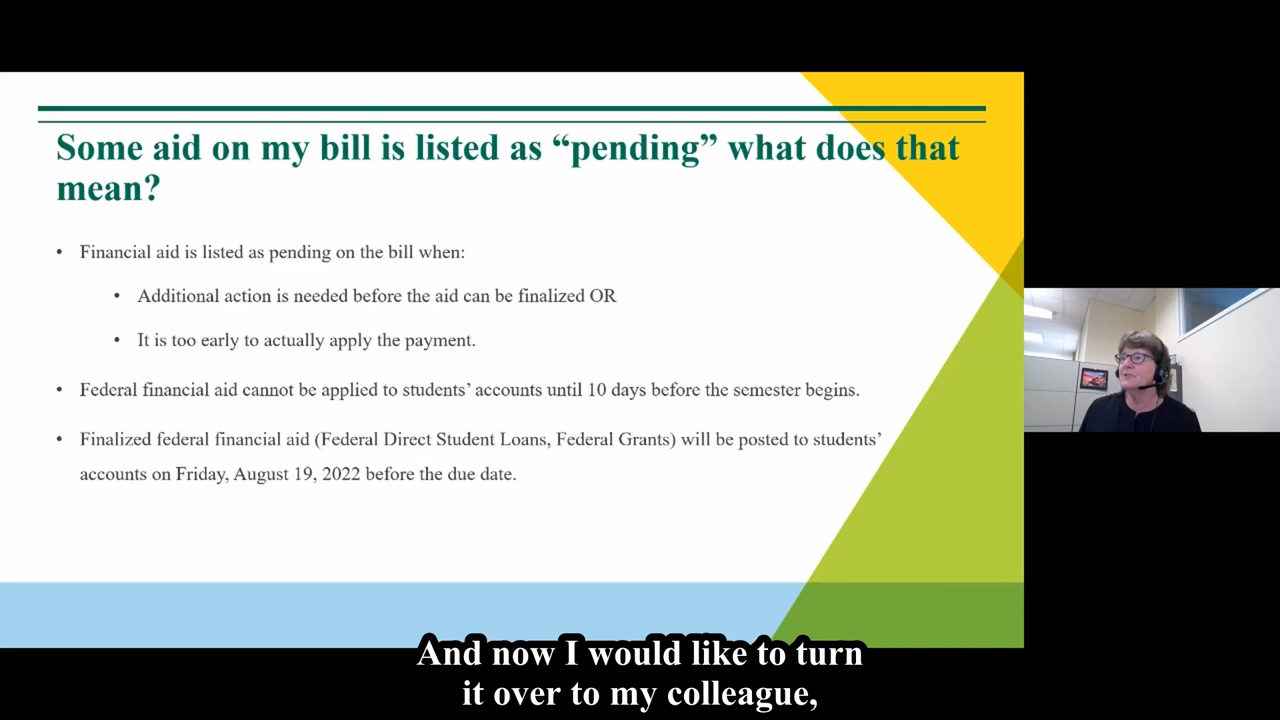 Some aid on my bill is listed as “pending” what does that
mean?
• Financial aid is listed as pending on the bill when:
• Additional action is needed before the aid can be finalized OR
• It is too early to actually apply the payment.
• Federal financial aid cannot be applied to students’ accounts until 10 days before the semester begins.
• Finalized federal financial aid (Federal Direct Student Loans, Federal Grants) will be posted to students’
accounts on Friday, August 19, 2022 before the due date.
And now I would like to turn
it over to my colleague,